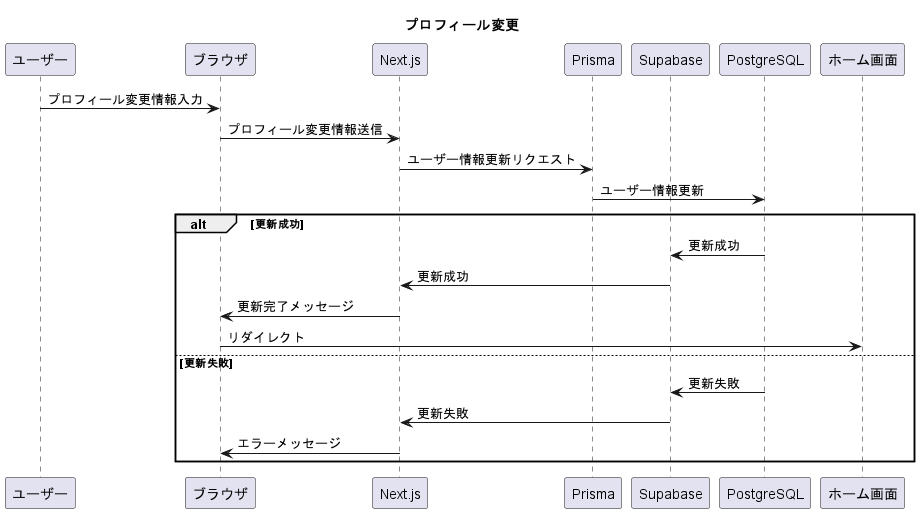 プロフィール変更
ユーザー
ブラウザ
Next.js
Prisma
Supabase
PostgreSQL
ホーム画面
プロフィール変更情報入力
プロフィール変更情報送信
ユーザー情報更新リクエスト
ユーザー情報更新
alt [更新成功]
更新成功
更新成功
更新完了メッセージ
リダイレクト
[更新失敗]
更新失敗
更新失敗
エラーメッセージ
ユーザー
ブラウザ
Next.js
Prisma
Supabase
PostgreSQL
ホーム画面